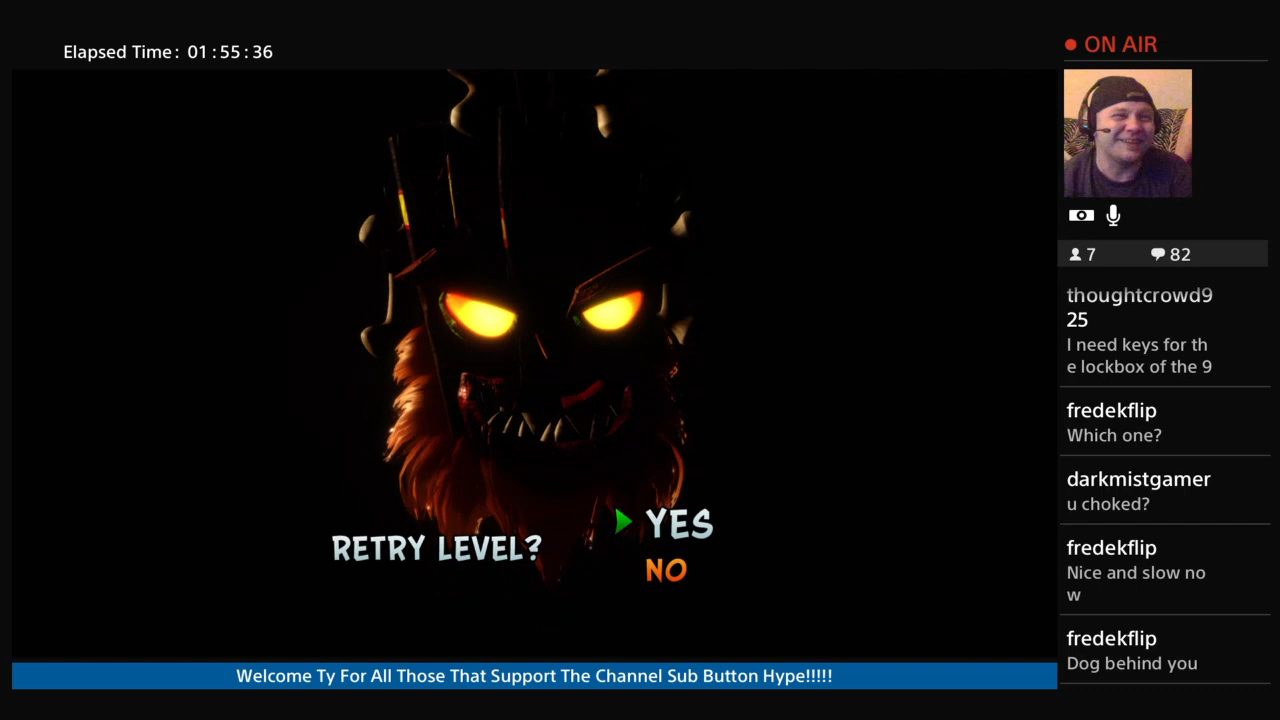 Elapsed Time: 01:55:36
ON AIR
7 82
thoughtcrowd9
25
I need keys for th
e lockbox of the 9
fredekflip
Which one?
darkmistgamer
u choked?
fredekflip
Nice and slow no
w
fredekflip
Dog behind you
RETRY LEVEL?
YES
NO
Welcome Ty For All Those That Support The Channel Sub Button Hype!!!!!